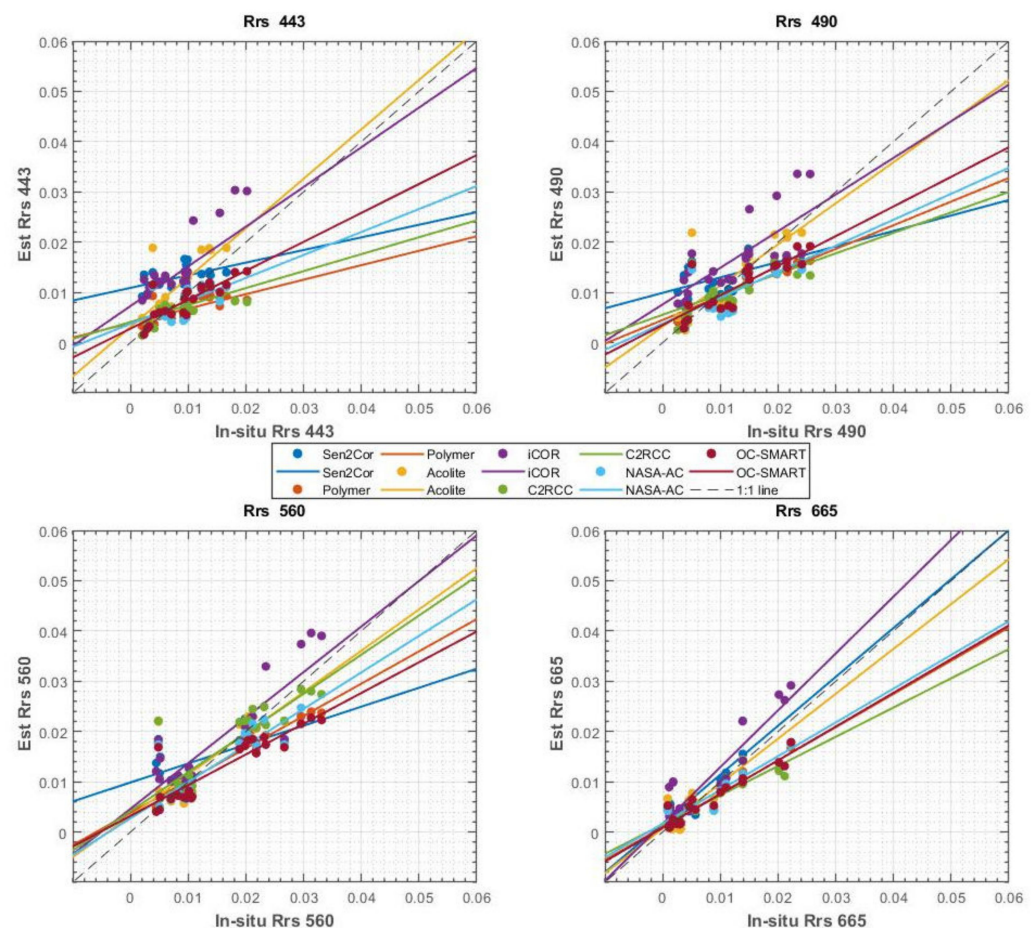 Rrs 443
Rrs 490
0.06
0.05
0.04
0.03
0.02
0.01
0
Est Rrs 443
0 0.01 0.02 0.03 0.04 0.05 0.06
In-situ Rrs 443
0.06
0.05
0.04
0.03
0.02
0.01
0
Est Rrs 490
0 0.01 0.02 0.03 0.04 0.05 0.06
In-situ Rrs 490
Sen2Cor Polymer iCOR C2RCC OC-SMART
Sen2Cor Acolite iCOR NASA-AC OC-SMART
Polymer Acolite C2RCC NASA-AC 1:1 line
Rrs 560
Rrs 665
0.06
0.05
0.04
0.03
0.02
0.01
0
Est Rrs 560
0 0.01 0.02 0.03 0.04 0.05 0.06
In-situ Rrs 560
0.06
0.05
0.04
0.03
0.02
0.01
0
Est Rrs 665
0 0.01 0.02 0.03 0.04 0.05 0.06
In-situ Rrs 665